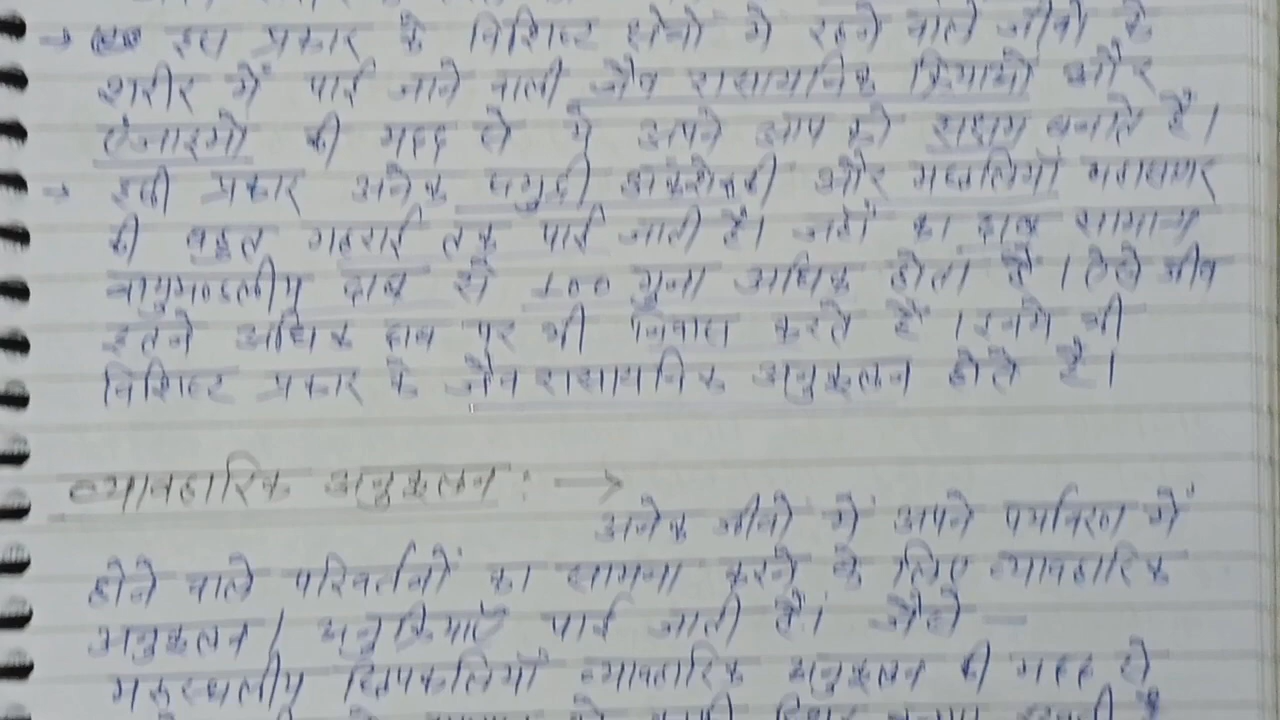 → इस प्रकार के विशिष्ट क्षेत्रों में रहने वाले जीवों के
शरीर में पाई जाने वाली जैव रासायनिक क्रियाओं और
एंजाइमों की मदद से ये अपने आप को सक्षम बनाते है।
→ इसी प्रकार अनेक समुद्री अकशेरुकी और मछलियाँ महासागर
की बहुत गहराई तक पाई जाती है। जहाँ का दाब सामान्य
वायुमण्डलीय दाब से 100 गुना अधिक होता है। ऐसे जीव
इतने अधिक दाब पर भी निवास करते हैं। इनमें भी
विशिष्ट प्रकार के जैव रासायनिक अनुकूलन होते है।
व्यावहारिक अनुकूलन : →
अनेक जीवों में अपने पर्यावरण में
होने वाले परिवर्तनों का सामना करने के लिए व्यावहारिक
अनुकूलन / अनुक्रियाएं पाई जाती हैं। जैसे —
मरुस्थलीय छिपकलियाँ व्यावहारिक अनुकूलन की मदद से